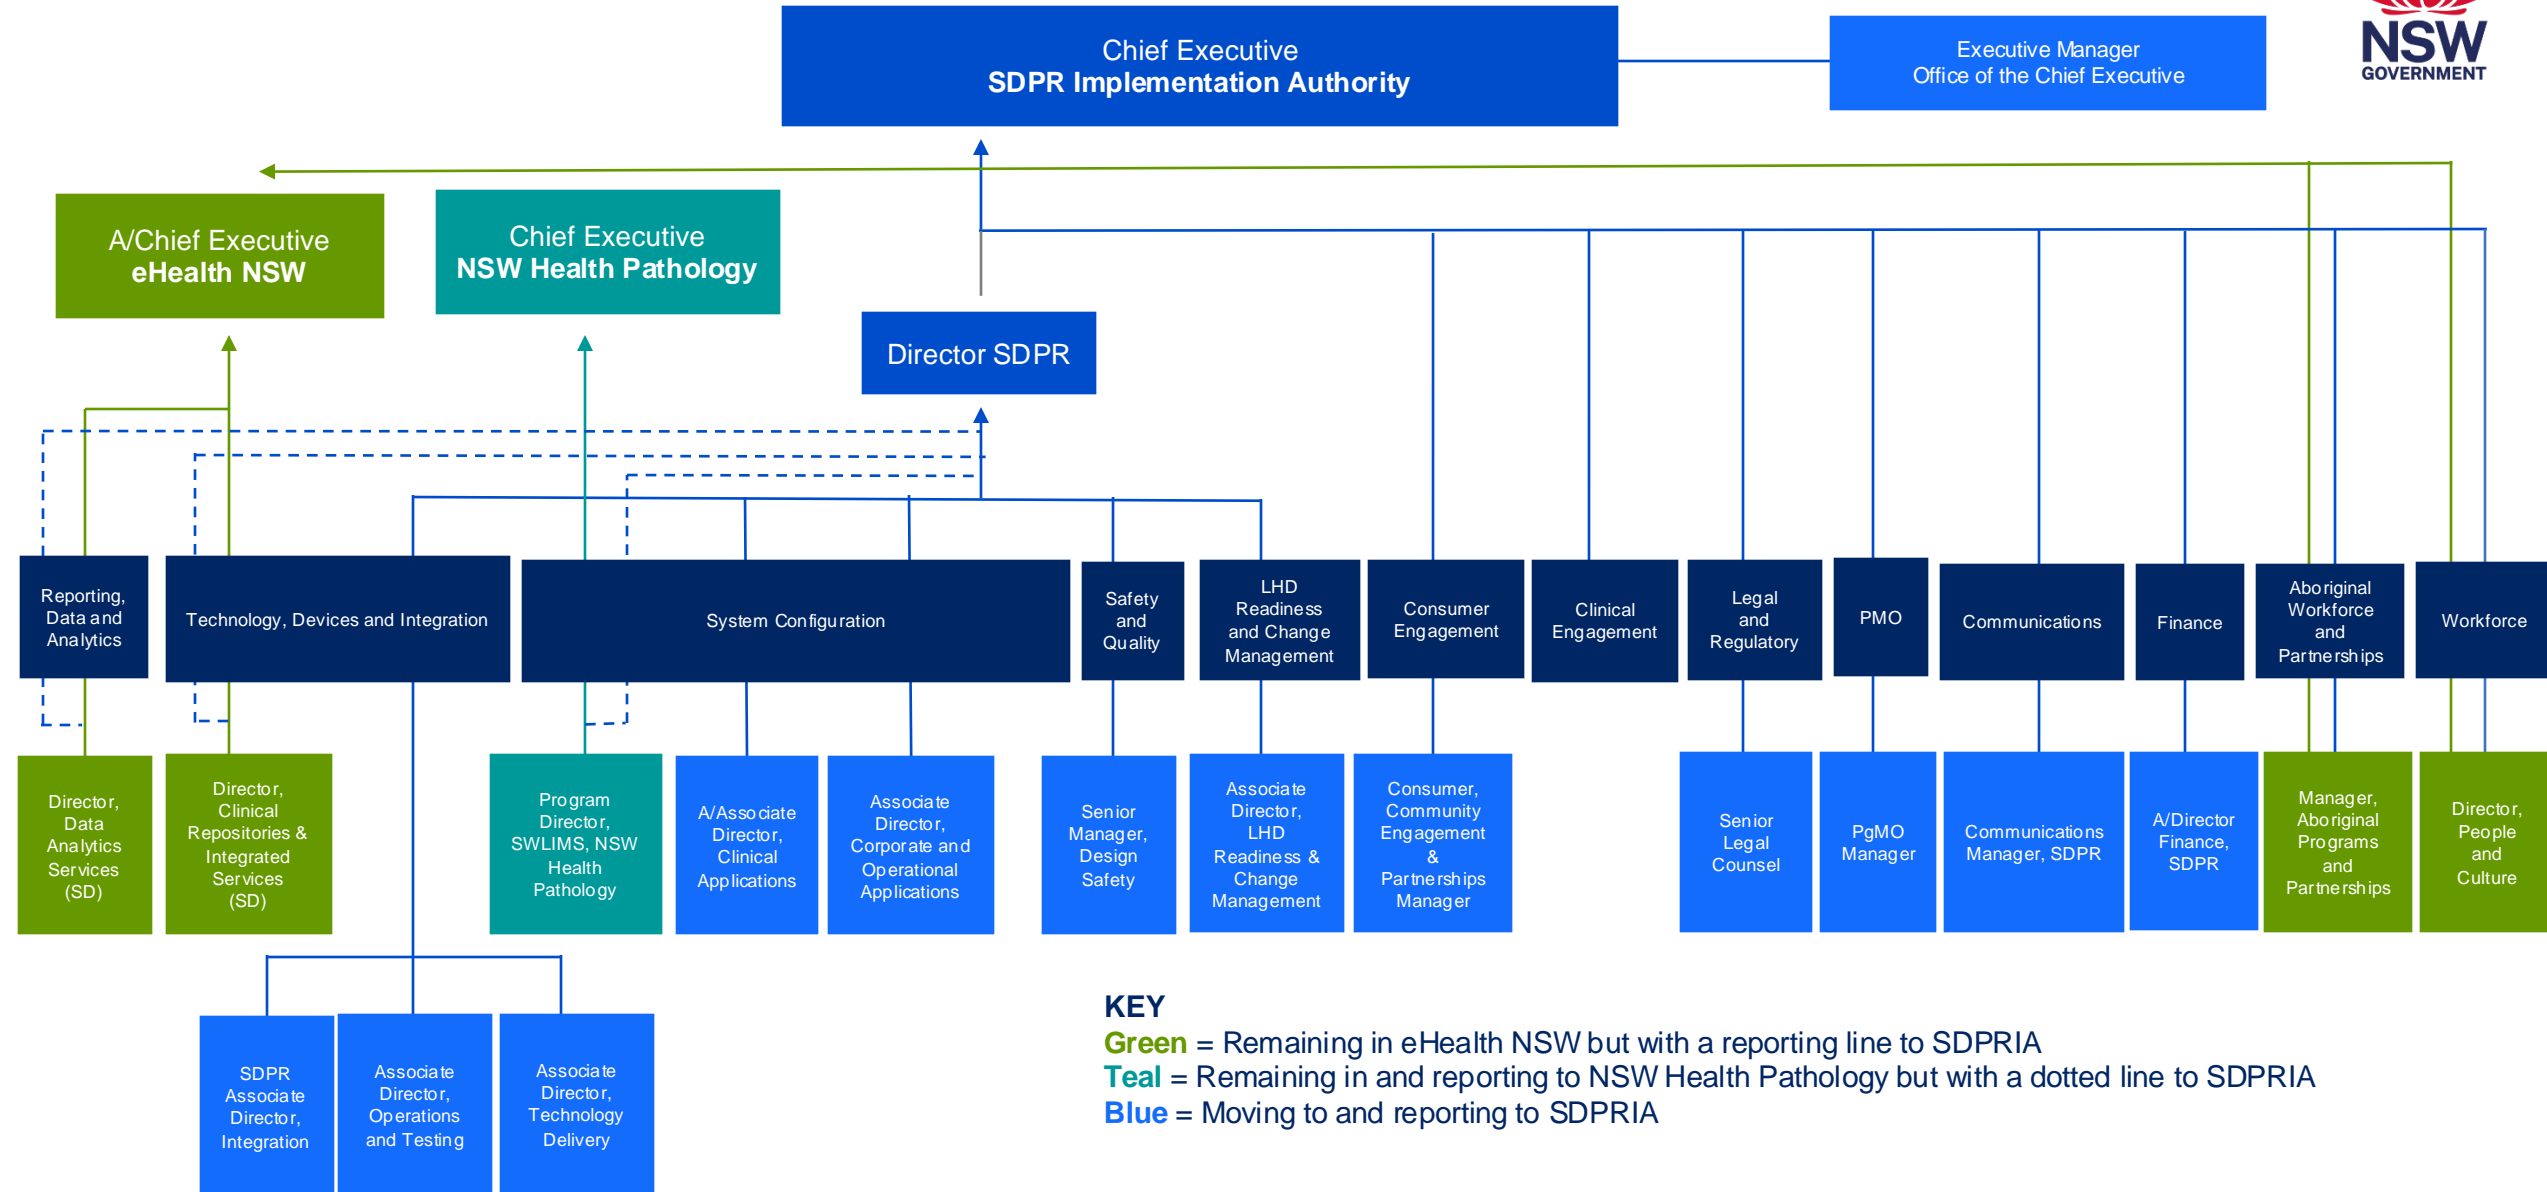 Chief Executive
SDPR Implementation Authority
Executive Manager
Office of the Chief Executive
NSW
GOVERNMENT
A/Chief Executive
eHealth NSW
Chief Executive
NSW Health Pathology
Director SDPR
Reporting,
Data and
Analytics
Technology, Devices and Integration
System Configuration
Safety
and
Quality
LHD
Readiness
and Change
Management
Consumer
Engagement
Clinical
Engagement
Legal
and
Regulatory
PMO
Communications
Finance
Aboriginal
Workforce
and
Partnerships
Workforce
Director,
Data
Analytics
Services
(SD)
Director,
Clinical
Repositories &
Integrated
Services
(SD)
Program
Director,
SWLIMS, NSW
Health
Pathology
A/Associate
Director,
Clinical
Applications
Associate
Director,
Corporate and
Operational
Applications
Senior
Manager,
Design
Safety
Associate
Director,
LHD
Readiness &
Change
Management
Consumer,
Community
Engagement
&
Partnerships
Manager
Senior
Legal
Counsel
PgMO
Manager
Communications
Manager, SDPR
A/Director
Finance,
SDPR
Manager,
Aboriginal
Programs
and
Partnerships
Director,
People
and
Culture
SDPR
Associate
Director,
Integration
Associate
Director,
Operations
and Testing
Associate
Director,
Technology
Delivery
KEY
Green = Remaining in eHealth NSW but with a reporting line to SDPRIA
Teal = Remaining in and reporting to NSW Health Pathology but with a dotted line to SDPRIA
Blue = Moving to and reporting to SDPRIA